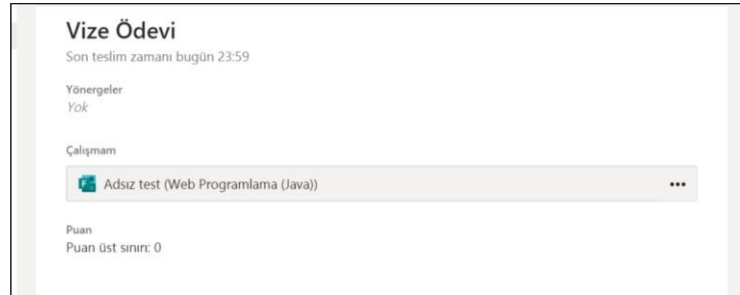 Vize Ödevi
Son teslim zamanı bugün 23:59
Yönergeler
Yok
Çalışmam
Adsız test (Web Programlama (Java))
Puan
Puan üst sınırı: 0